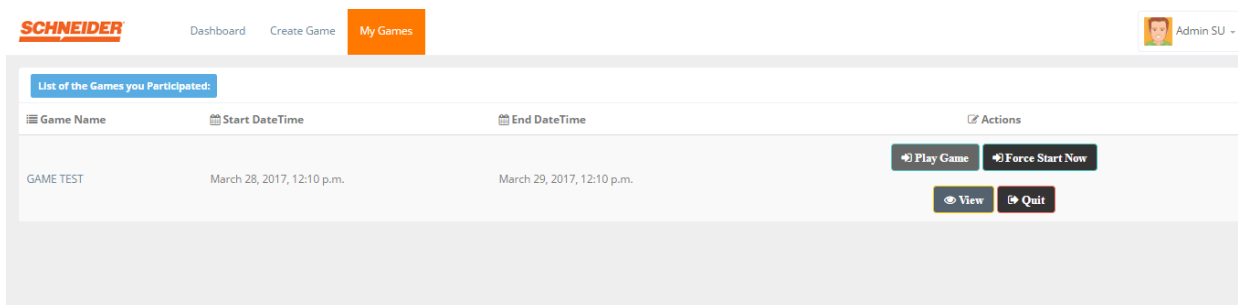 SCHNEIDER
Dashboard Create Game My Games Admin SU
List of the Games you Participated:
Game Name Start DateTime End DateTime Actions
Play Game Force Start Now
GAME TEST March 28, 2017, 12:10 p.m. March 29, 2017, 12:10 p.m.
View Quit